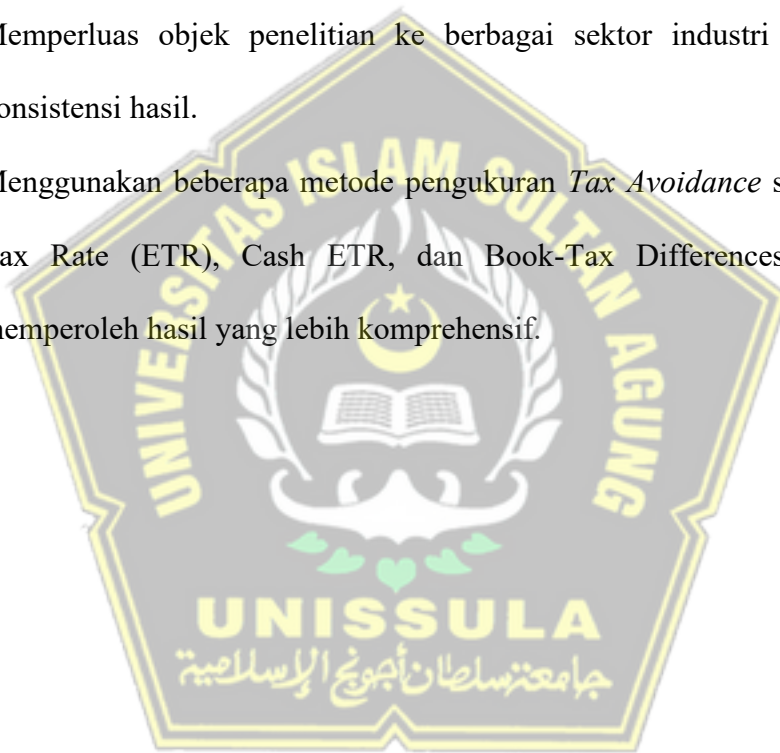 Memperluas objek penelitian ke berbagai sektor industri
konsistensi hasil.
Menggunakan beberapa metode pengukuran Tax Avoidance
Tax Rate (ETR), Cash ETR, dan Book-Tax Differences
memperoleh hasil yang lebih komprehensif.
UNIVERSITAS ISLAM SULTAN AGUNG
UNISSULA
جامعة سلطان أجونج الإسلامية